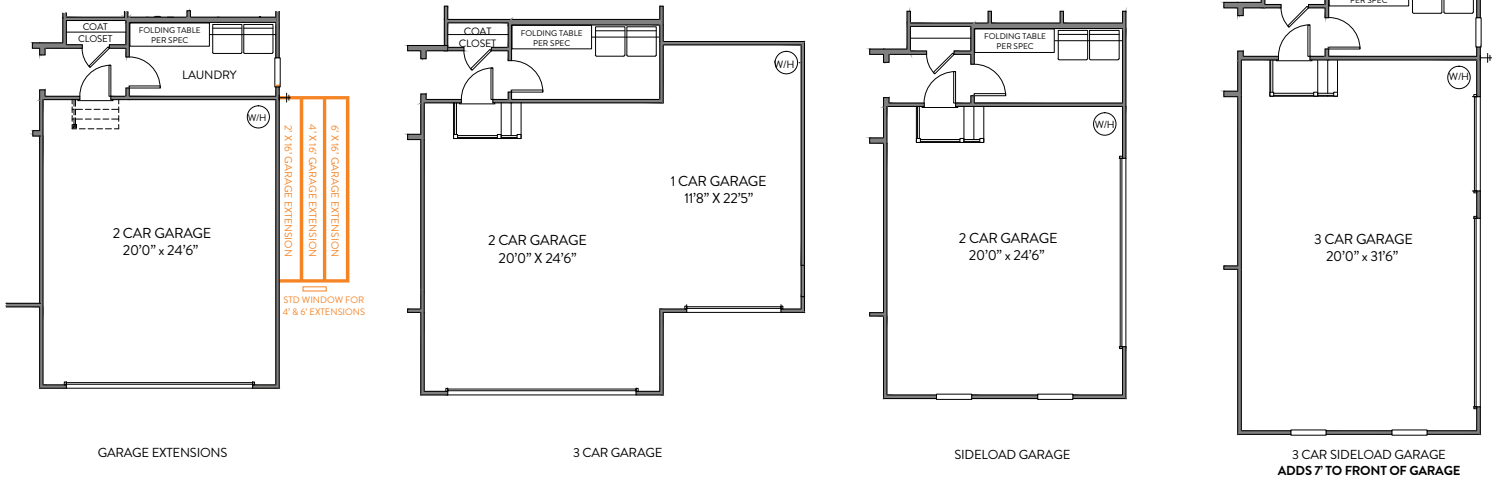 COAT
CLOSET
FOLDING TABLE
PER SPEC
LAUNDRY
W/H
2' X 16' GARAGE EXTENSION
4' X 16' GARAGE EXTENSION
6' X 16' GARAGE EXTENSION
2 CAR GARAGE
20'0” x 24'6”
STD WINDOW FOR
4' & 6' EXTENSIONS
GARAGE EXTENSIONS
COAT
CLOSET
FOLDING TABLE
PER SPEC
W/H
1 CAR GARAGE
11'8” X 22'5”
2 CAR GARAGE
20'0” X 24'6”
3 CAR GARAGE
FOLDING TABLE
PER SPEC
W/H
2 CAR GARAGE
20'0” x 24'6”
SIDELOAD GARAGE
PER SPEC
W/H
3 CAR GARAGE
20'0” x 31'6”
3 CAR SIDELOAD GARAGE
ADDS 7' TO FRONT OF GARAGE